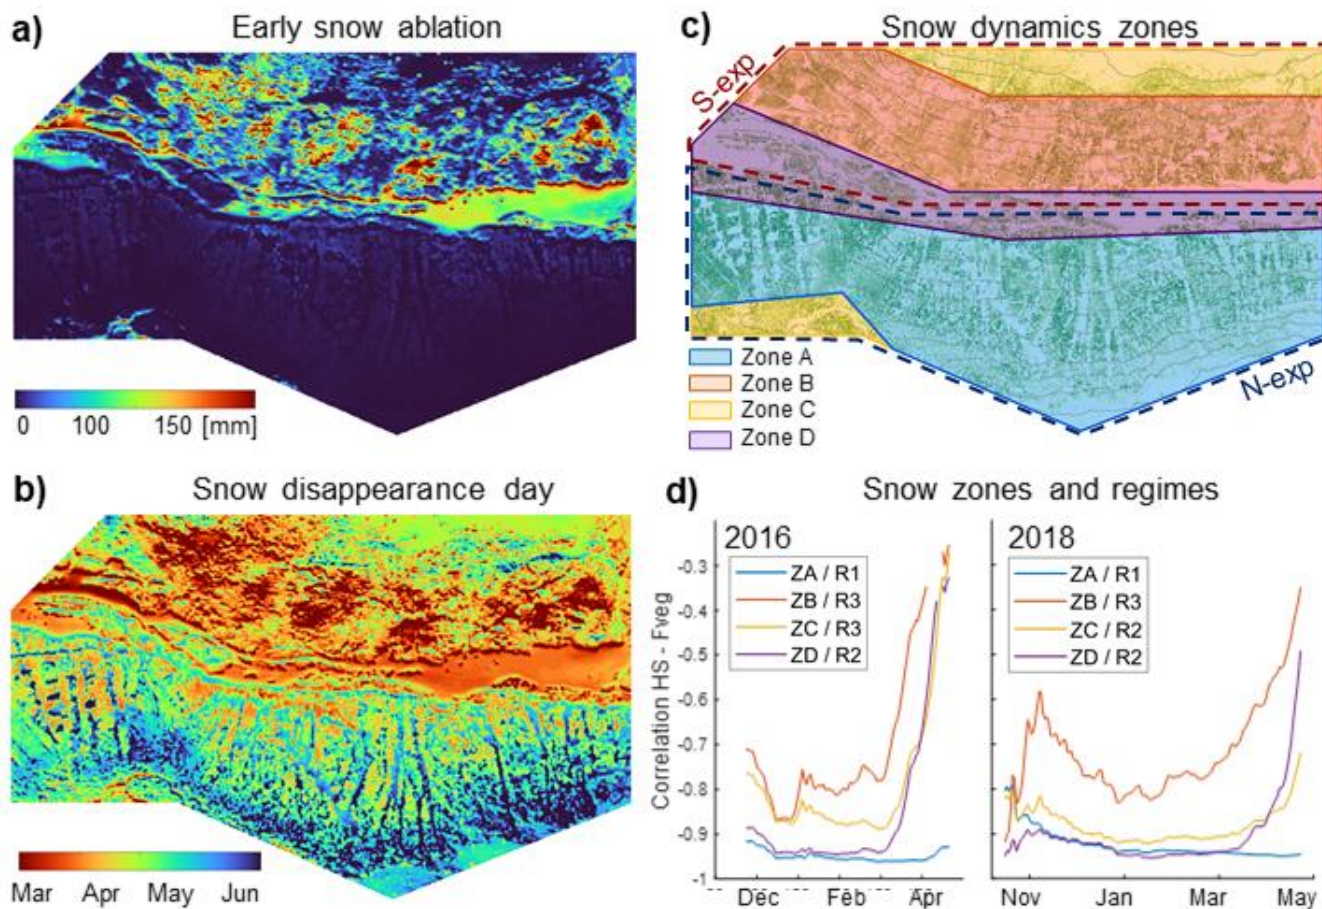 a) Early snow ablation
0 100 150 [mm]
b) Snow disappearance day
Mar Apr May Jun
c) Snow dynamics zones
S-exp
N-exp
Zone A
Zone B
Zone C
Zone D
d) Snow zones and regimes
Correlation HS - Fveg
-0.3
-0.4
-0.5
-0.6
-0.7
-0.8
-0.9
-1
2016
ZA / R1
ZB / R3
ZC / R3
ZD / R2
Dec Feb Apr
2018
ZA / R1
ZB / R3
ZC / R2
ZD / R2
Nov Jan Mar May